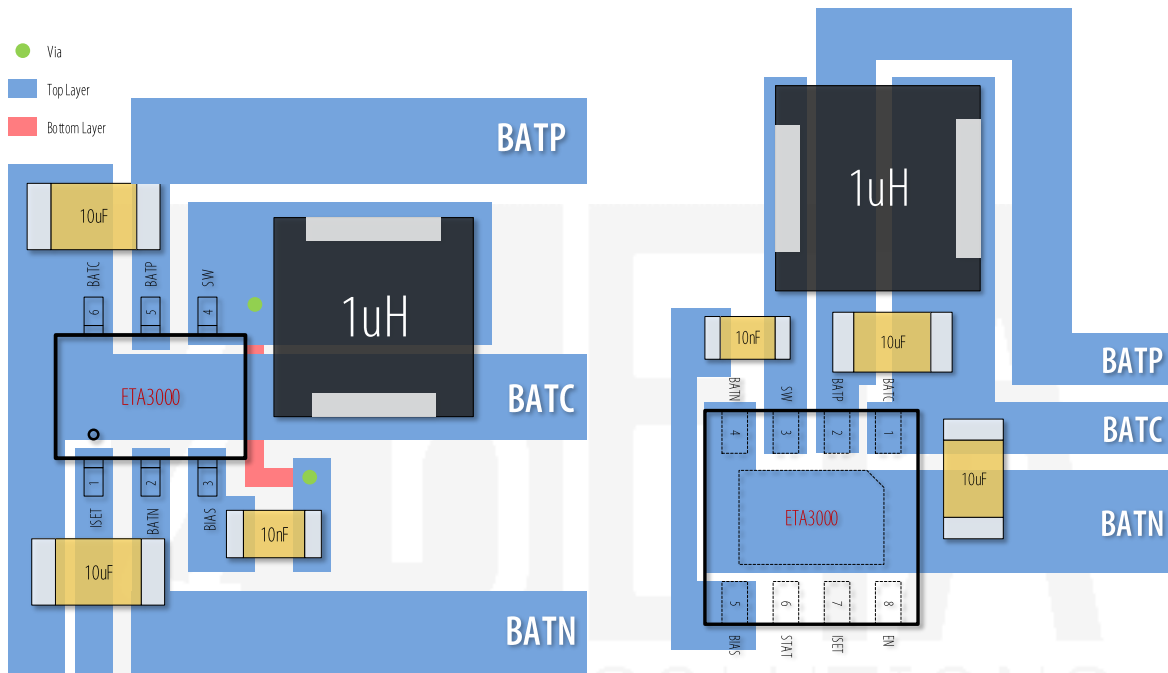 Via
Top Layer
Bottom Layer
BATP
10uF
BATC
BATP
SW
6
5
4
1uH
ETA3000
BATC
1
2
3
ISET
BATN
BIAS
10nF
10uF
BATN
1uH
10nF
10uF
BATP
BATN
SW
BATP
BATC
BATC
4
3
2
1
10uF
ETA3000
BATN
5
6
7
8
BIAS
STAT
ISET
EN